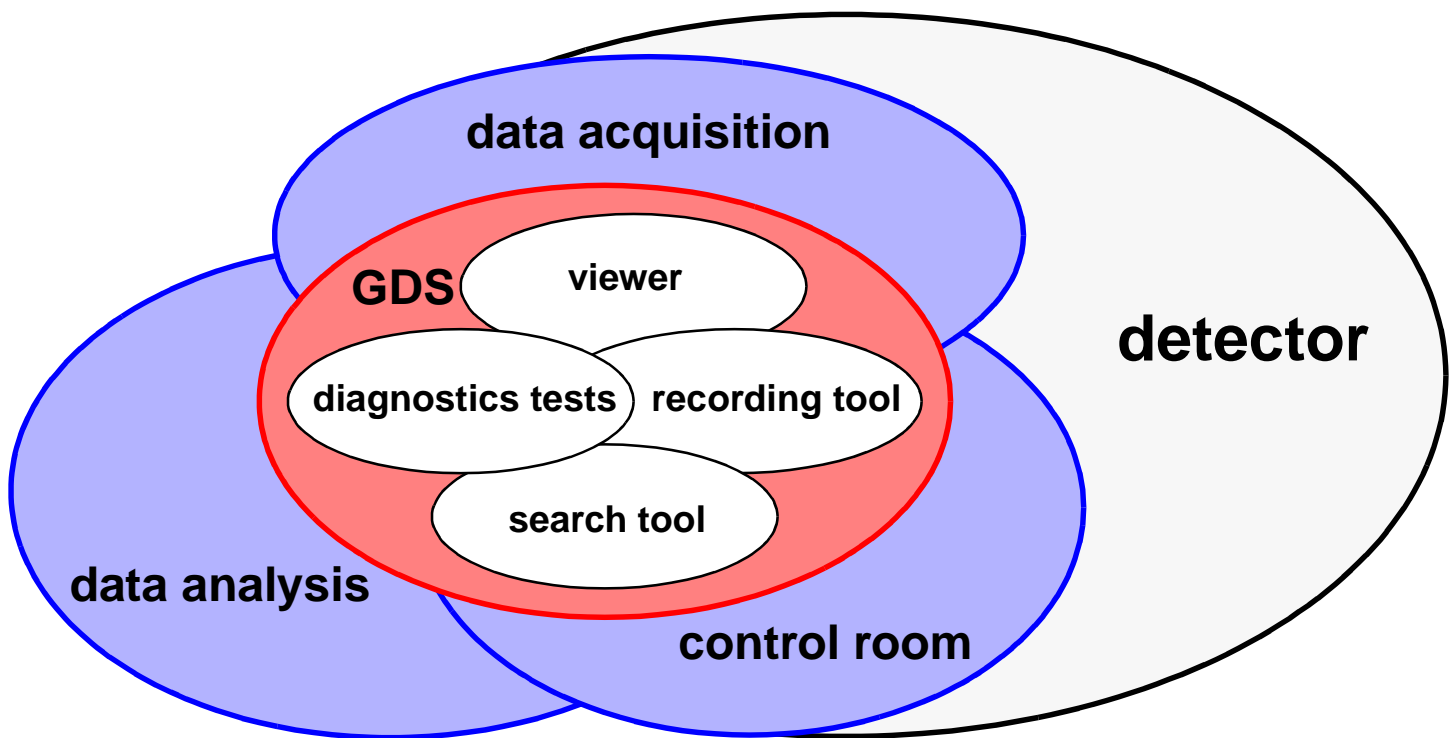 data acquisition
GDS
viewer
detector
diagnostics tests
recording tool
search tool
data analysis
control room